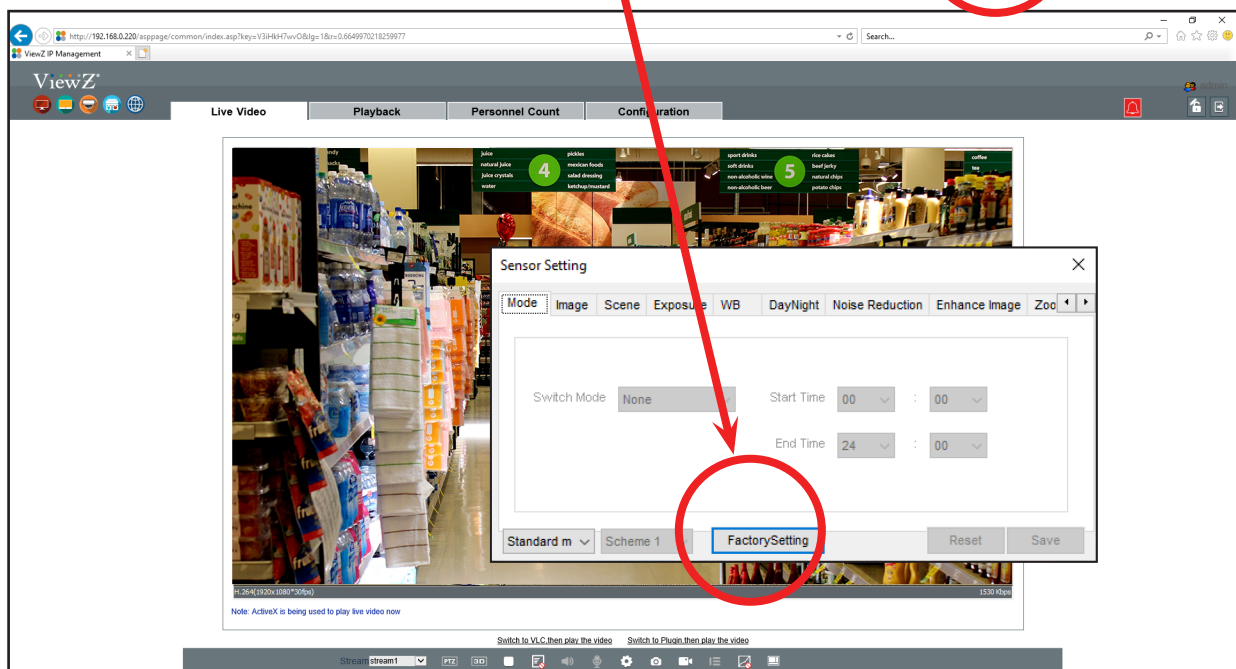 http://192.168.0.220/asppage/common/index.asp?key=V3iHkH7wvO&lg=1&r=0.6649970218259977
Search...
ViewZ IP Management
ViewZ
admin
Live Video Playback Personnel Count Configuration
juice
natural juice
juice crystals
water
4
pickles
mexican foods
salad dressing
ketchup/mustard
sport drinks
soft drinks
non-alcoholic wine
non-alcoholic beer
5
rice cakes
beef jerky
natural chips
potato chips
coffee
tea
Sensor Setting
Mode Image Scene Exposure WB DayNight Noise Reduction Enhance Image Zoo
Switch Mode None Start Time 00 : 00
End Time 24 : 00
Standard m Scheme 1 FactorySetting Reset Save
H.264(1920x1080*30fps) 1530 Kbps
Note: ActiveX is being used to play live video now
Switch to VLC,then play the video Switch to Plugin,then play the video
Stream stream1 PTZ 3D